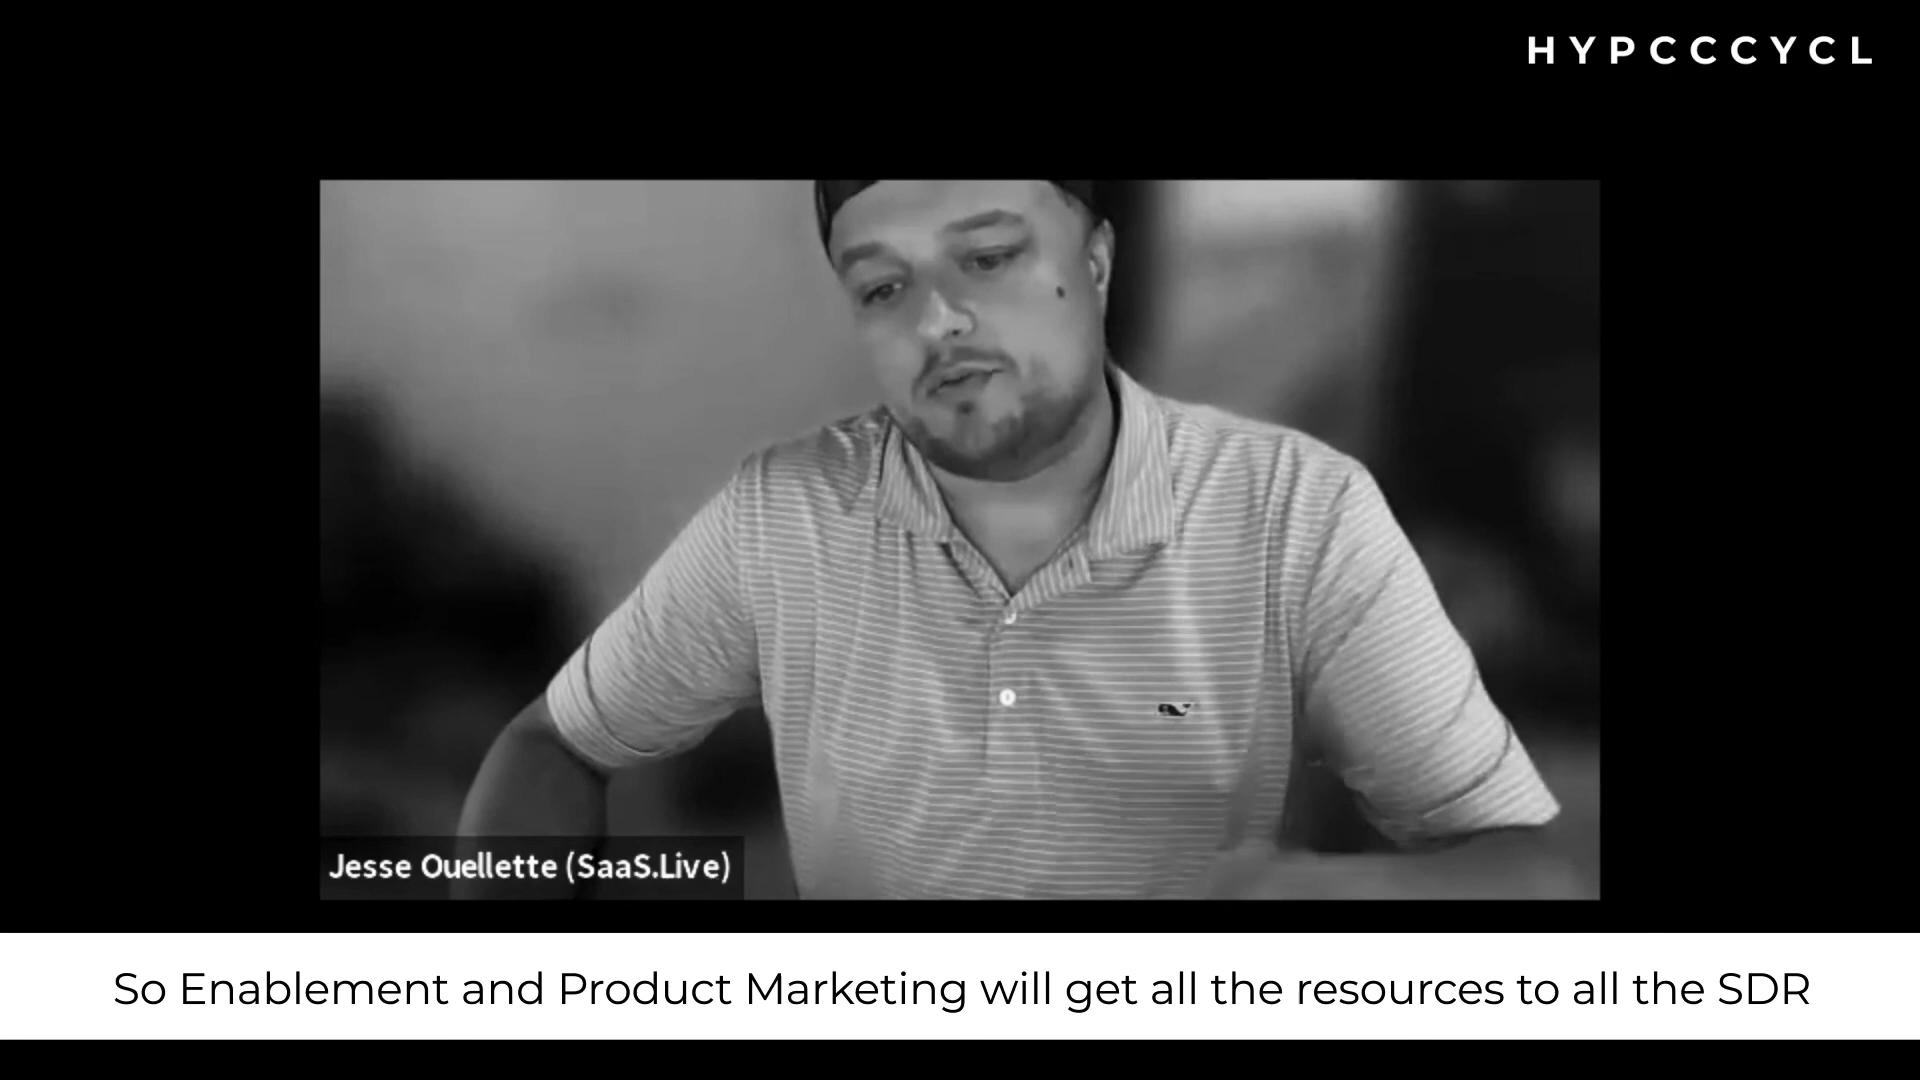 HYPCCCYCL
Jesse Ouellette (SaaS.Live)
So Enablement and Product Marketing will get all the resources to all the SDR